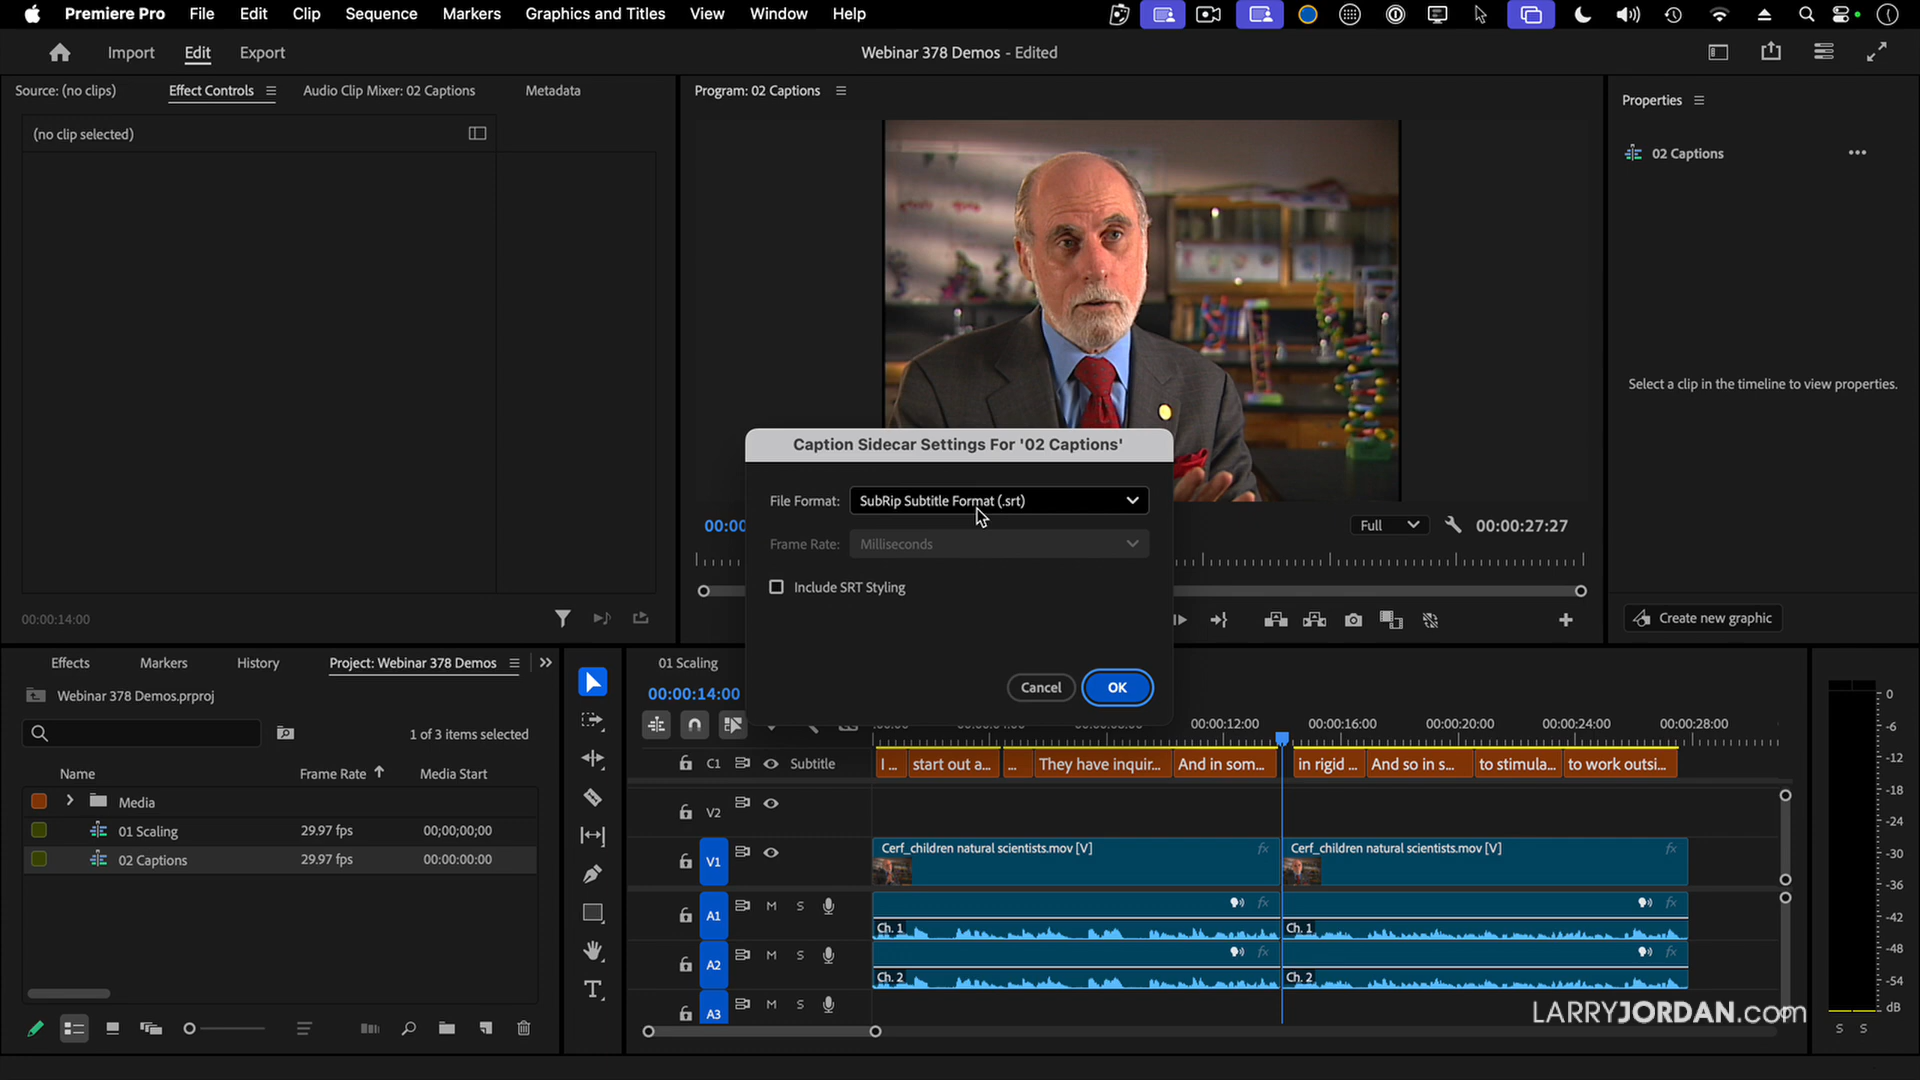 Premiere Pro File Edit Clip Sequence Markers Graphics and Titles View Window Help
Import Edit Export
Webinar 378 Demos - Edited
Source: (no clips) Effect Controls Audio Clip Mixer: 02 Captions Metadata
(no clip selected)
00:00:14:00
Program: 02 Captions
Properties
02 Captions
Select a clip in the timeline to view properties.
Create new graphic
Caption Sidecar Settings For '02 Captions'
File Format: SubRip Subtitle Format (.srt)
Frame Rate: Milliseconds
Include SRT Styling
Cancel OK
00:00
Full 00:00:27:27
Effects Markers History Project: Webinar 378 Demos
Webinar 378 Demos.prproj
1 of 3 items selected
Name Frame Rate Media Start
Media
01 Scaling 29.97 fps 00;00;00;00
02 Captions 29.97 fps 00:00:00:00
01 Scaling
00:00:14:00
00:00:12:00 00:00:16:00 00:00:20:00 00:00:24:00 00:00:28:00
C1 Subtitle I ... start out a... ... They have inquir... And in som... in rigid ... And so in s... to stimula... to work outsi...
V2
V1 Cerf_children natural scientists.mov [V] fx Cerf_children natural scientists.mov [V] fx
A1 M S fx fx
Ch. 1 Ch. 1
A2 M S fx fx
Ch. 2 Ch. 2
A3 M S
0
-6
-12
-18
-24
-30
-36
-42
-48
-54
dB
S S
LARRYJORDAN.com